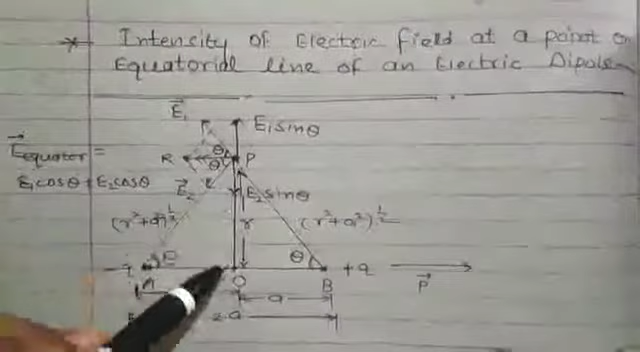 * Intensity of Electric field at a point on
Equatorial line of an Electric Dipole
E₁ E₁sinθ
E equator =
R θ P
θ
E₁cosθ + E₂cosθ
E₂ E₂sinθ
(r²+a²)^½ r (r²+a²)^½
-q θ θ +q
A O B P
a
2a